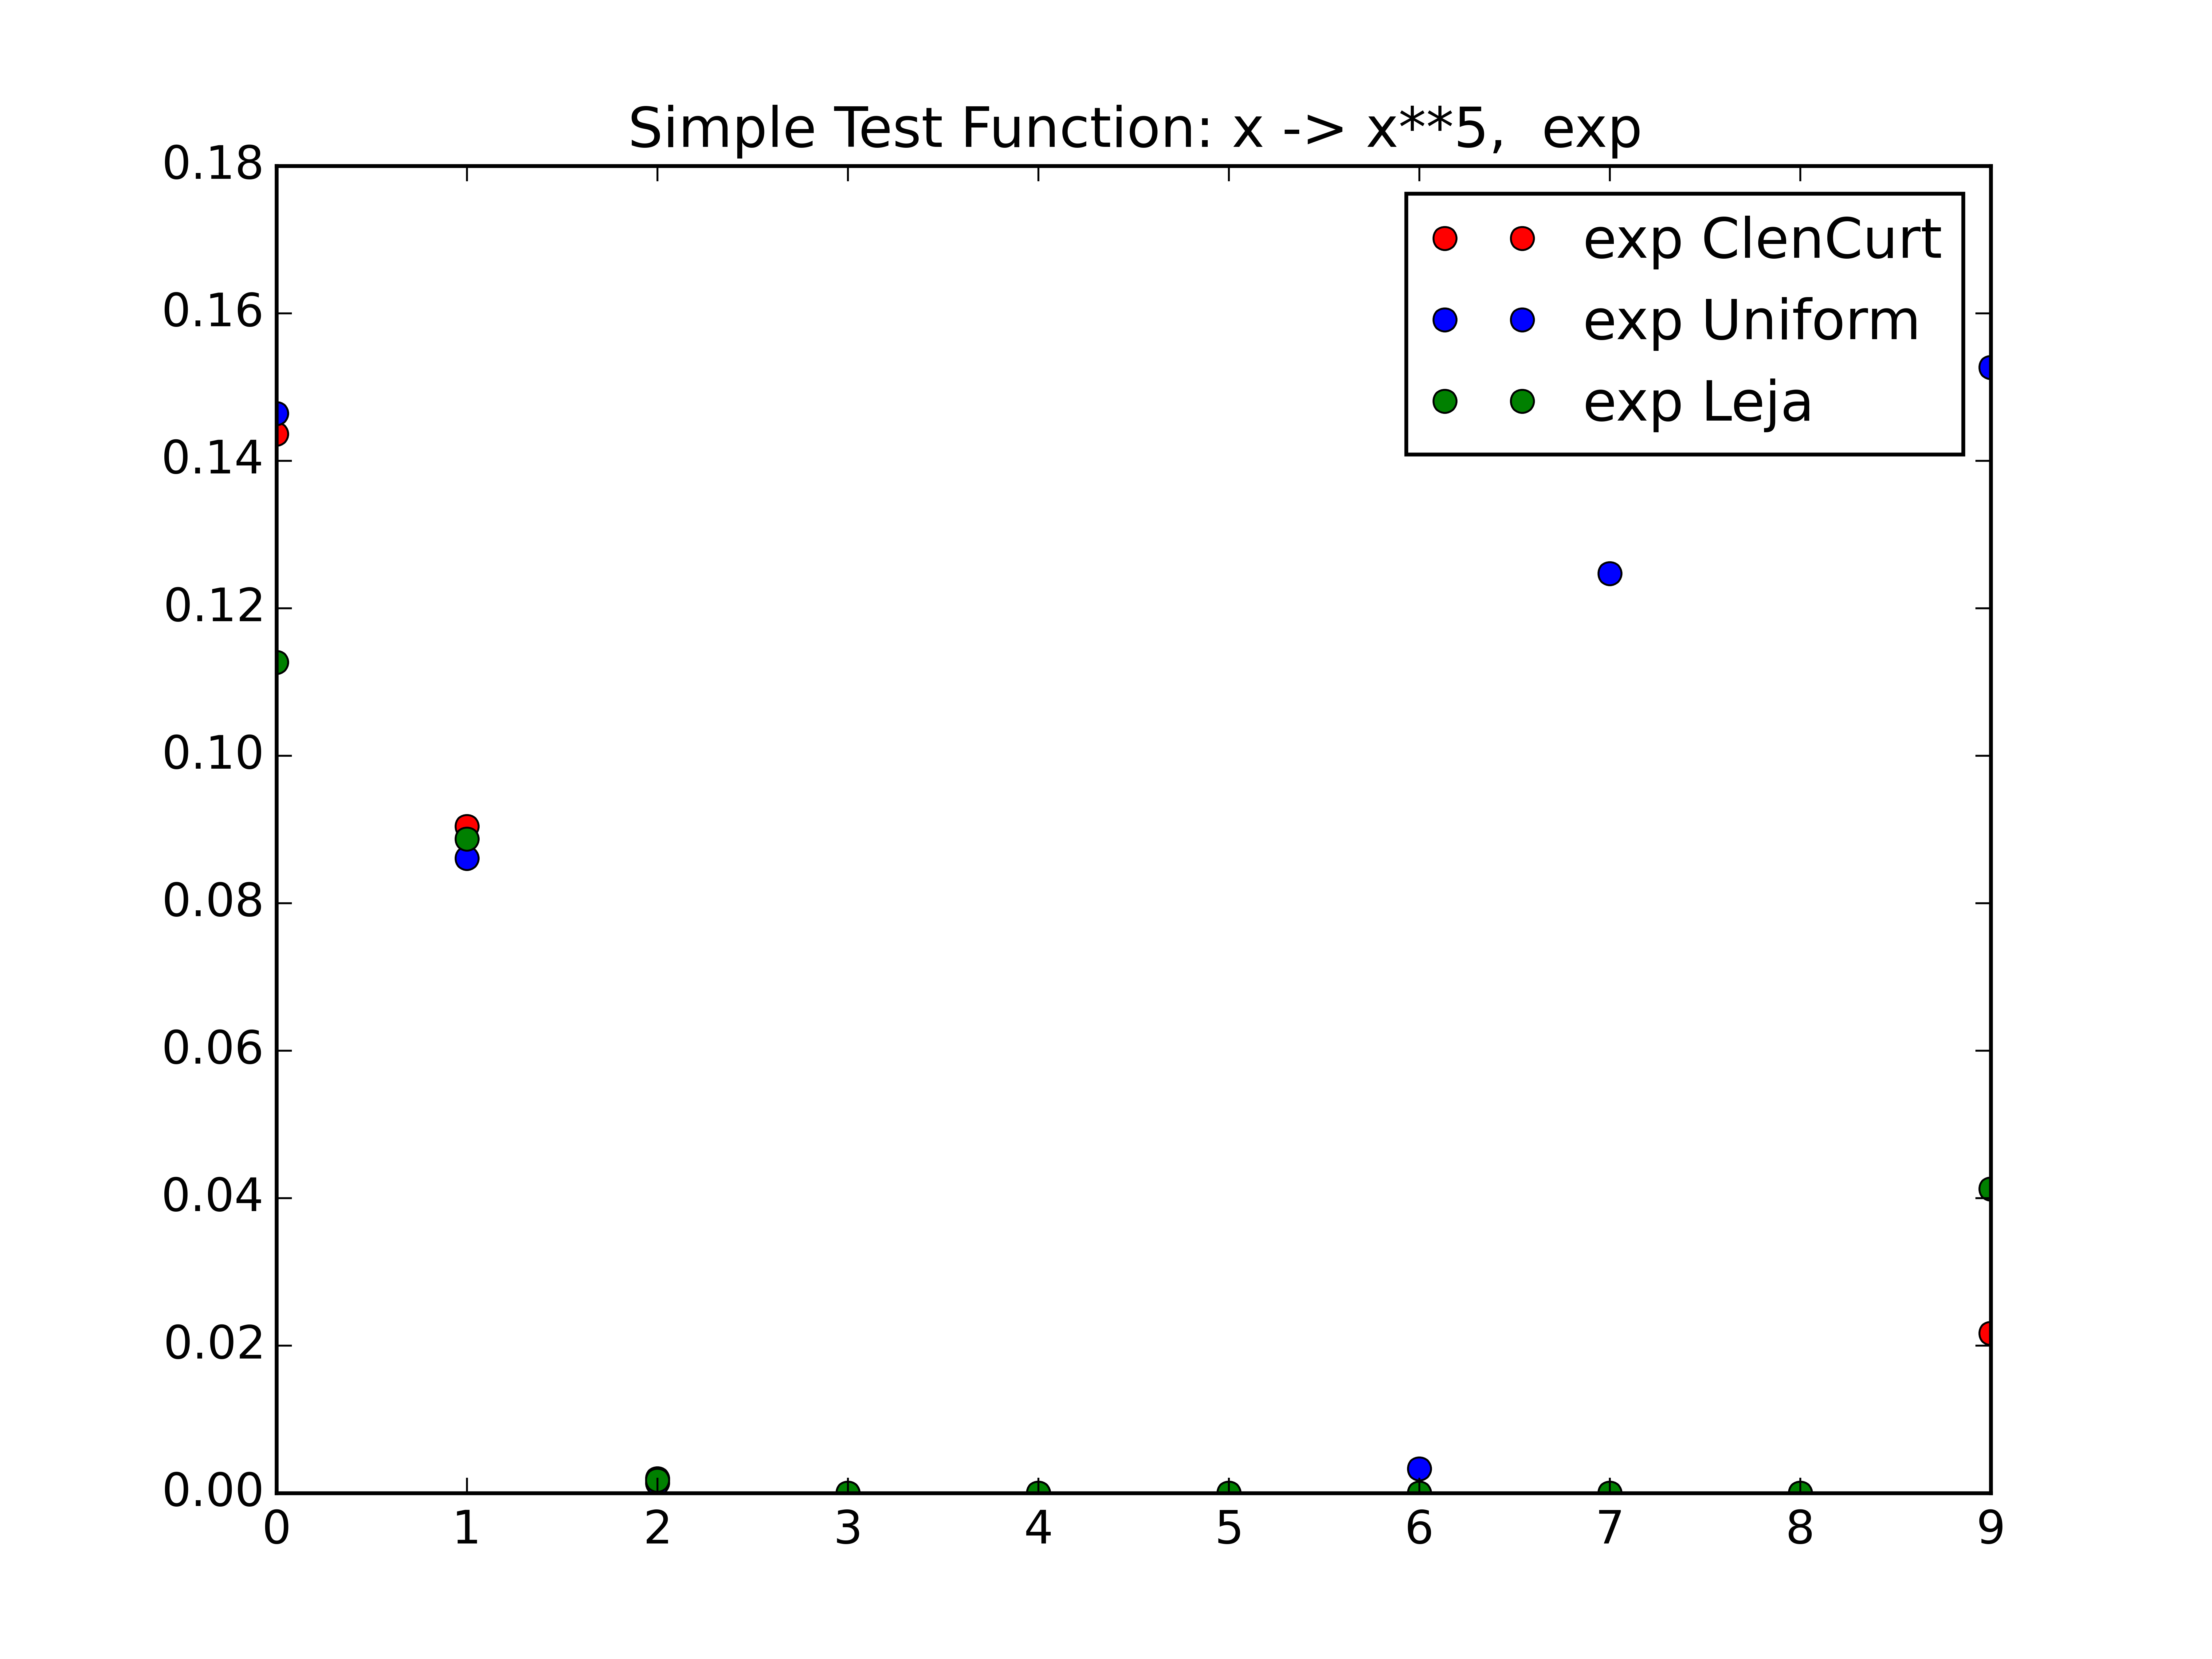 Simple Test Function: x -> x**5,  exp
0.18
0.16
0.14
0.12
0.10
0.08
0.06
0.04
0.02
0.00
exp ClenCurt
exp Uniform
exp Leja
0 1 2 3 4 5 6 7 8 9